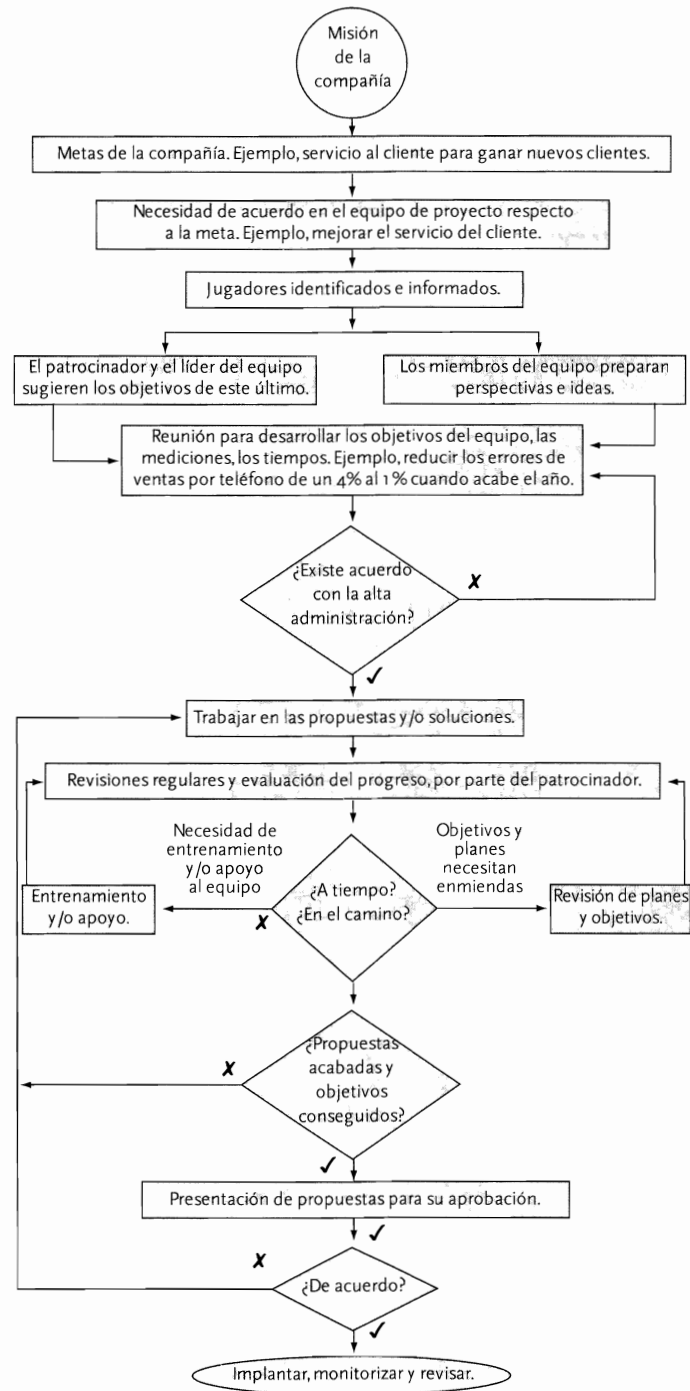 Misión
de la
compañía
Metas de la compañía. Ejemplo, servicio al cliente para ganar nuevos clientes.
Necesidad de acuerdo en el equipo de proyecto respecto
a la meta. Ejemplo, mejorar el servicio del cliente.
Jugadores identificados e informados.
El patrocinador y el líder del equipo
sugieren los objetivos de este último.
Los miembros del equipo preparan
perspectivas e ideas.
Reunión para desarrollar los objetivos del equipo, las
mediciones, los tiempos. Ejemplo, reducir los errores de
ventas por teléfono de un 4% al 1% cuando acabe el año.
¿Existe acuerdo
con la alta
administración?
✗
✓
Trabajar en las propuestas y/o soluciones.
Revisiones regulares y evaluación del progreso, por parte del patrocinador.
Necesidad de
entrenamiento
y/o apoyo
al equipo
Objetivos y
planes
necesitan
enmiendas
Entrenamiento
y/o apoyo.
¿A tiempo?
¿En el camino?
✗
Revisión de planes
y objetivos.
¿Propuestas
acabadas y
objetivos
conseguidos?
✗
✓
Presentación de propuestas para su aprobación.
✓
✗
¿De acuerdo?
✓
Implantar, monitorizar y revisar.